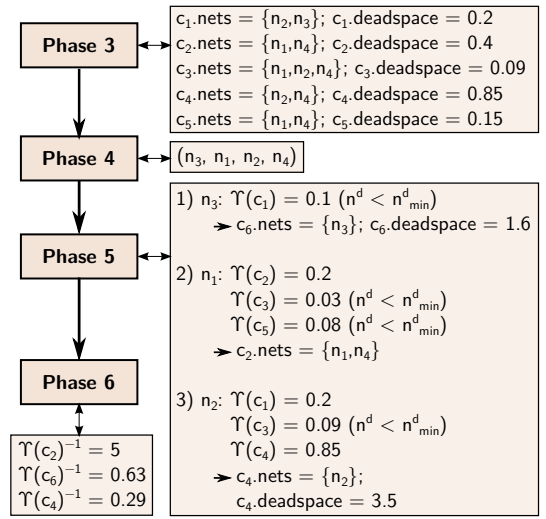 Phase 3
c₁.nets = {n₂,n₃}; c₁.deadspace = 0.2
c₂.nets = {n₁,n₄}; c₂.deadspace = 0.4
c₃.nets = {n₁,n₂,n₄}; c₃.deadspace = 0.09
c₄.nets = {n₂,n₄}; c₄.deadspace = 0.85
c₅.nets = {n₁,n₄}; c₅.deadspace = 0.15
Phase 4
(n₃, n₁, n₂, n₄)
Phase 5
1) n₃: ϒ(c₁) = 0.1 (nᵈ < nᵈₘᵢₙ)
➔ c₆.nets = {n₃}; c₆.deadspace = 1.6
2) n₁: ϒ(c₂) = 0.2
ϒ(c₃) = 0.03 (nᵈ < nᵈₘᵢₙ)
ϒ(c₅) = 0.08 (nᵈ < nᵈₘᵢₙ)
➔ c₂.nets = {n₁,n₄}
3) n₂: ϒ(c₁) = 0.2
ϒ(c₃) = 0.09 (nᵈ < nᵈₘᵢₙ)
ϒ(c₄) = 0.85
➔ c₄.nets = {n₂};
c₄.deadspace = 3.5
Phase 6
ϒ(c₂)⁻¹ = 5
ϒ(c₆)⁻¹ = 0.63
ϒ(c₄)⁻¹ = 0.29